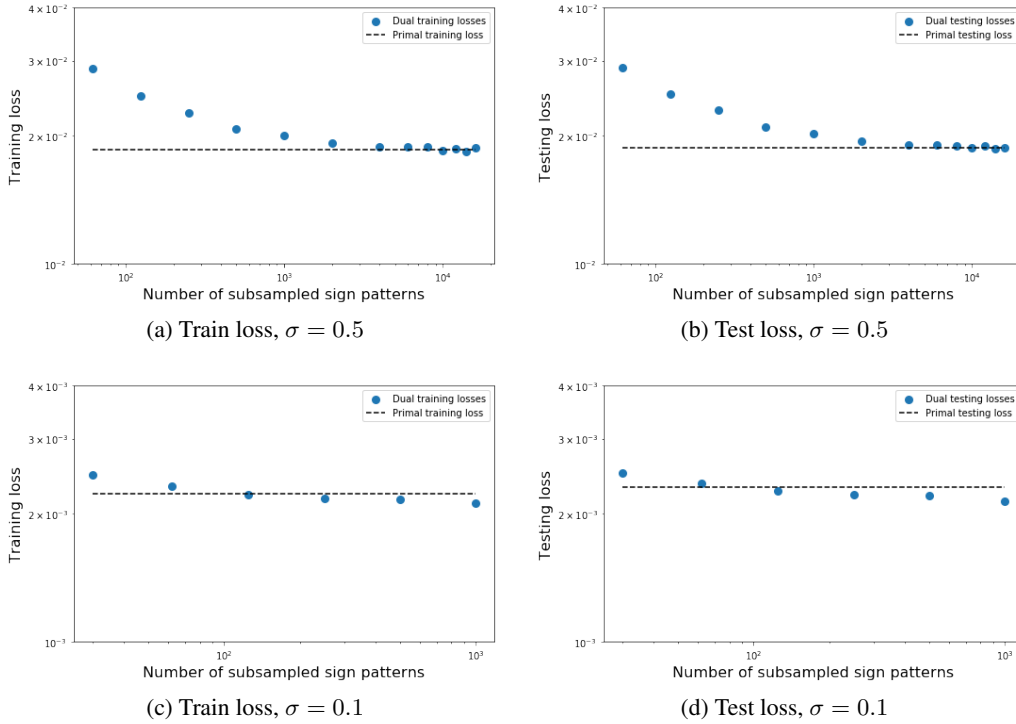 4 × 10⁻²
3 × 10⁻²
2 × 10⁻²
10⁻²
Training loss
Dual training losses
Primal training loss
10²
10³
10⁴
Number of subsampled sign patterns
(a) Train loss, σ = 0.5
4 × 10⁻²
3 × 10⁻²
2 × 10⁻²
10⁻²
Testing loss
Dual testing losses
Primal testing loss
10²
10³
10⁴
Number of subsampled sign patterns
(b) Test loss, σ = 0.5
4 × 10⁻³
3 × 10⁻³
2 × 10⁻³
10⁻³
Training loss
Dual training losses
Primal training loss
10²
10³
Number of subsampled sign patterns
(c) Train loss, σ = 0.1
4 × 10⁻³
3 × 10⁻³
2 × 10⁻³
10⁻³
Testing loss
Dual testing losses
Primal testing loss
10²
10³
Number of subsampled sign patterns
(d) Test loss, σ = 0.1